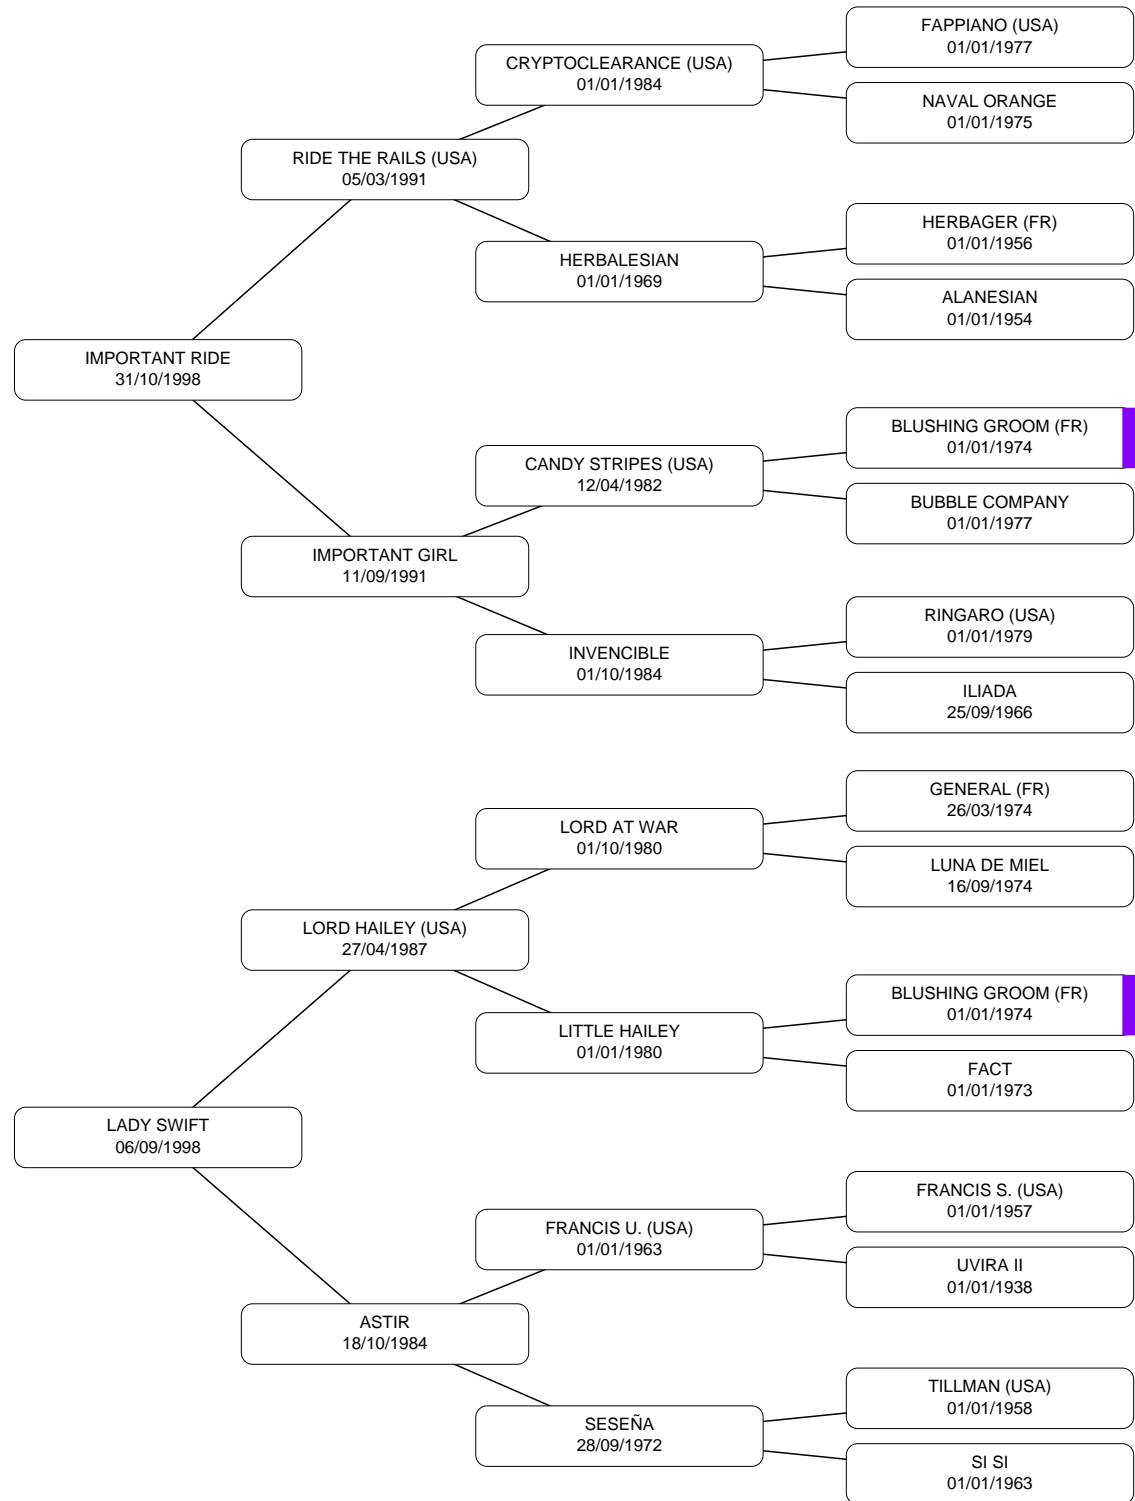 FAPPIANO (USA)
01/01/1977
CRYPTOCLEARANCE (USA)
01/01/1984
NAVAL ORANGE
01/01/1975
RIDE THE RAILS (USA)
05/03/1991
HERBAGER (FR)
01/01/1956
HERBALESIAN
01/01/1969
ALANESIAN
01/01/1954
IMPORTANT RIDE
31/10/1998
BLUSHING GROOM (FR)
01/01/1974
CANDY STRIPES (USA)
12/04/1982
BUBBLE COMPANY
01/01/1977
IMPORTANT GIRL
11/09/1991
RINGARO (USA)
01/01/1979
INVENCIBLE
01/10/1984
ILIADA
25/09/1966
GENERAL (FR)
26/03/1974
LORD AT WAR
01/10/1980
LUNA DE MIEL
16/09/1974
LORD HAILEY (USA)
27/04/1987
BLUSHING GROOM (FR)
01/01/1974
LITTLE HAILEY
01/01/1980
FACT
01/01/1973
LADY SWIFT
06/09/1998
FRANCIS S. (USA)
01/01/1957
FRANCIS U. (USA)
01/01/1963
UVIRA II
01/01/1938
ASTIR
18/10/1984
TILLMAN (USA)
01/01/1958
SESEÑA
28/09/1972
SI SI
01/01/1963